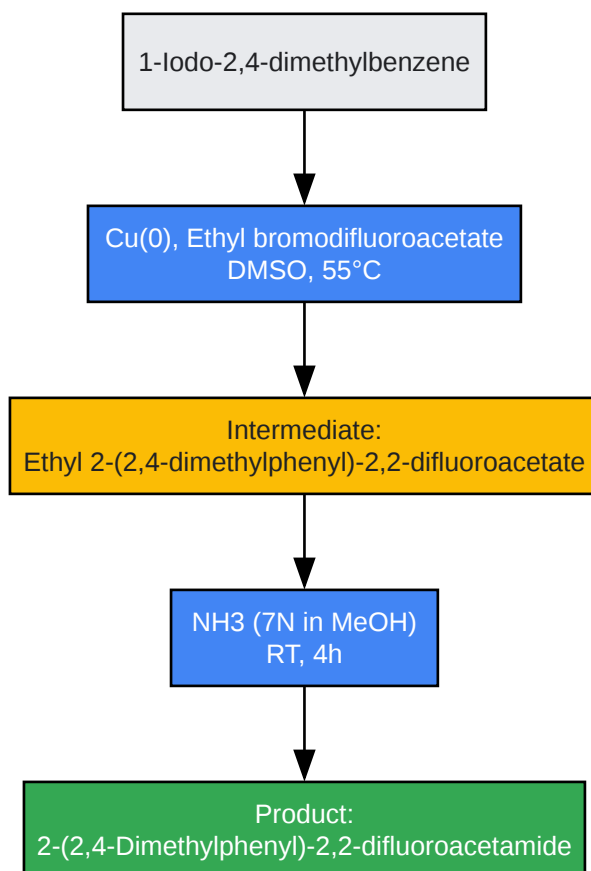 1-Iodo-2,4-dimethylbenzene
Cu(0), Ethyl bromodifluoroacetate
DMSO, 55°C
Intermediate:
Ethyl 2-(2,4-dimethylphenyl)-2,2-difluoroacetate
NH3 (7N in MeOH)
RT, 4h
Product:
2-(2,4-Dimethylphenyl)-2,2-difluoroacetamide